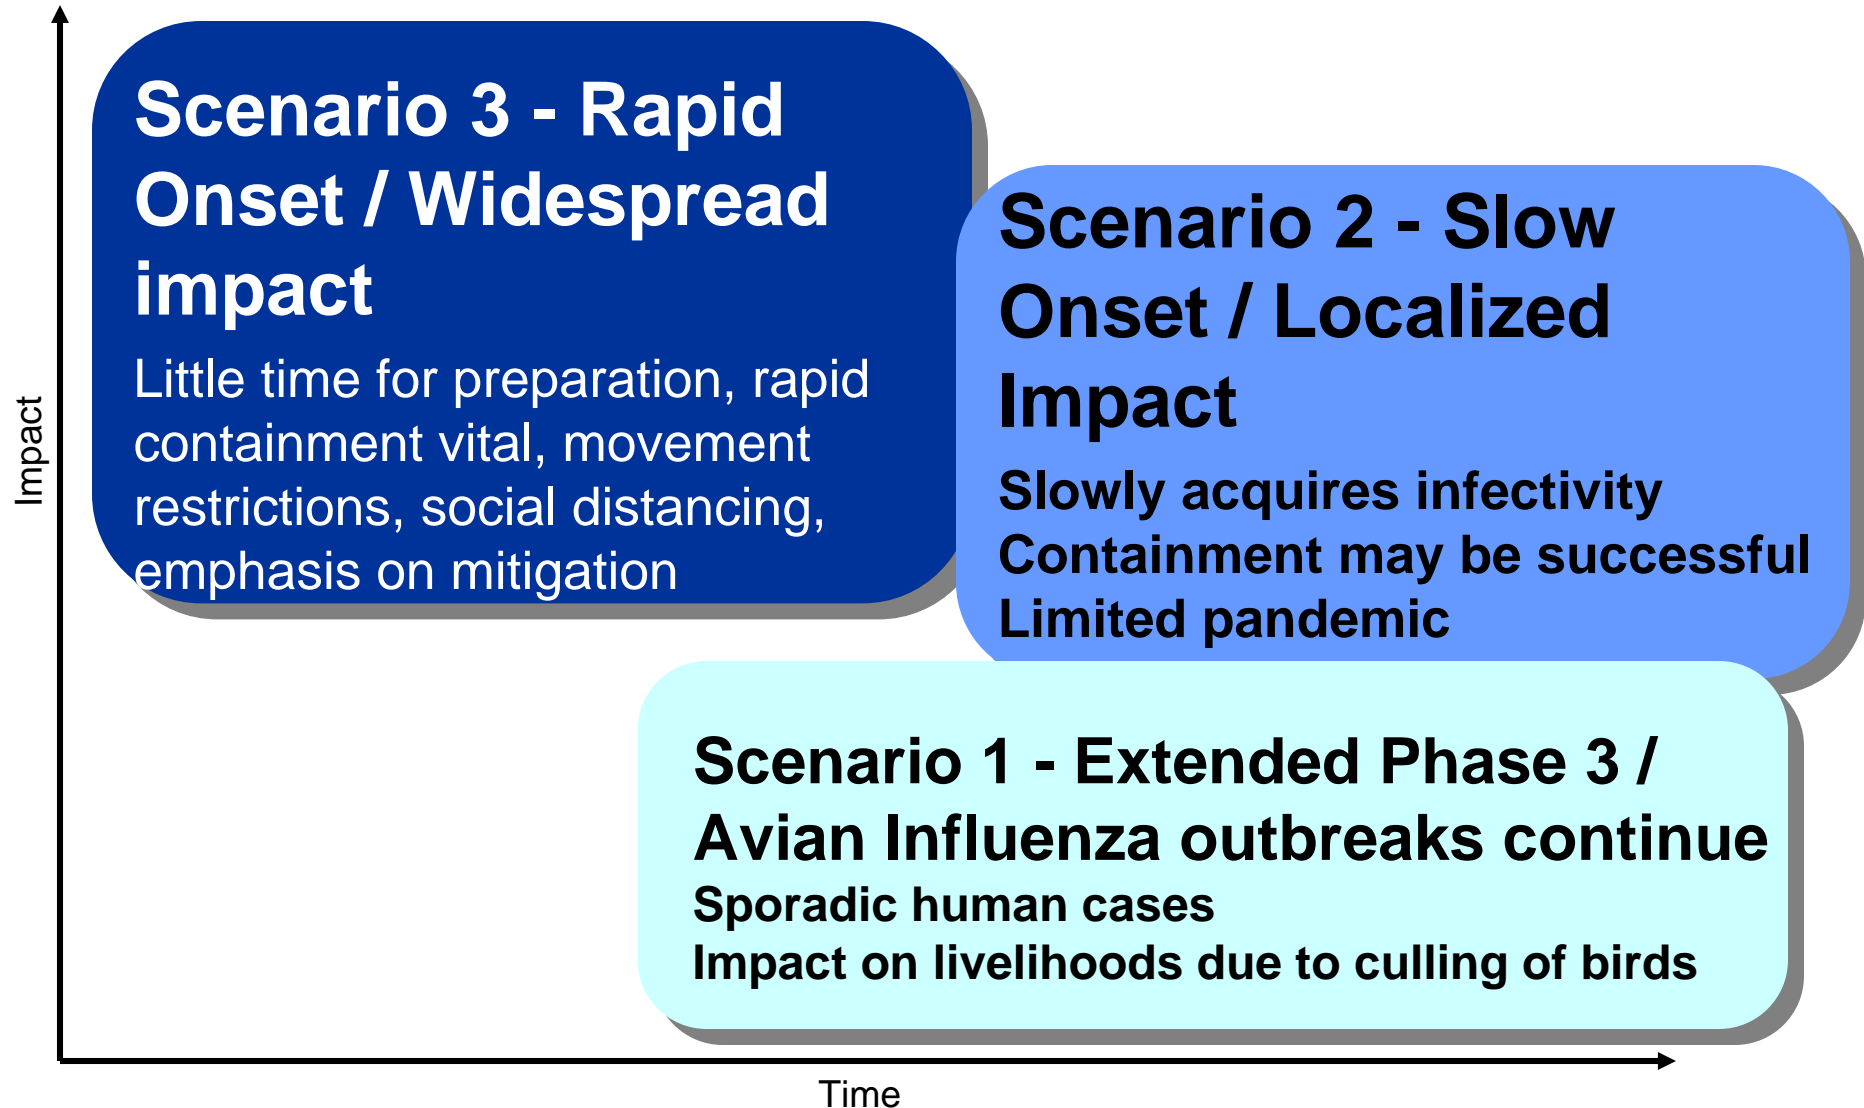 Impact
Scenario 3 - Rapid
Onset / Widespread
impact
Little time for preparation, rapid
containment vital, movement
restrictions, social distancing,
emphasis on mitigation
Scenario 2 - Slow
Onset / Localized
Impact
Slowly acquires infectivity
Containment may be successful
Limited pandemic
Scenario 1 - Extended Phase 3 /
Avian Influenza outbreaks continue
Sporadic human cases
Impact on livelihoods due to culling of birds
Time